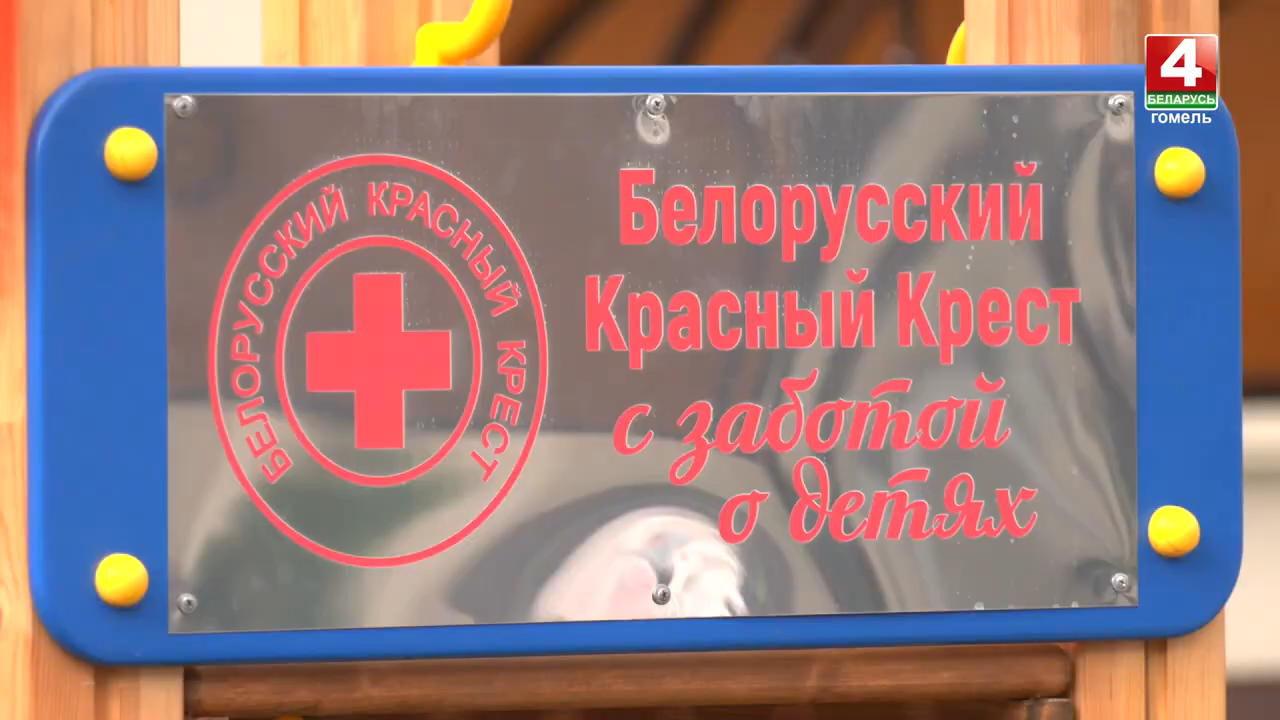 4
БЕЛАРУСЬ
гомель
БЕЛОРУССКИЙ КРАСНЫЙ КРЕСТ
Белорусский
Красный Крест
с заботой
о детях